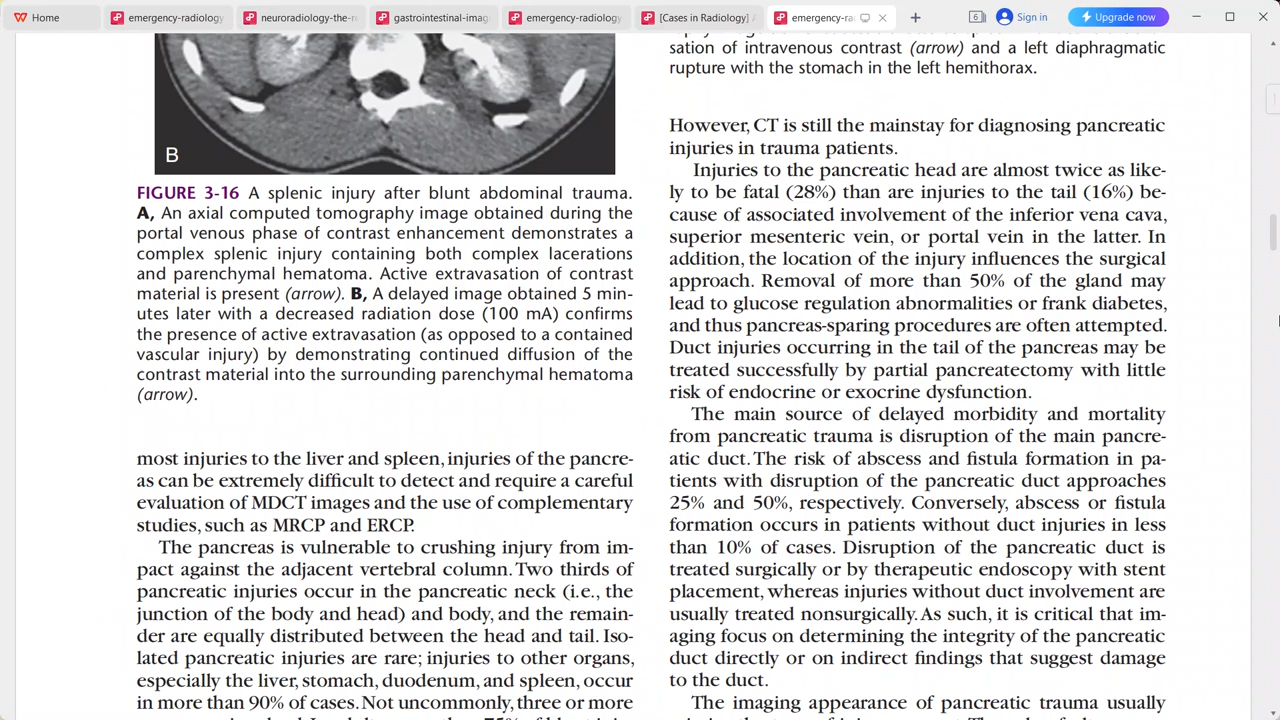 Home
emergency-radiology
neuroradiology-the-r
gastrointestinal-imag
emergency-radiology
[Cases in Radiology]
emergency-ra
6
Sign in
Upgrade now
B
FIGURE 3-16 A splenic injury after blunt abdominal trauma.
A, An axial computed tomography image obtained during the
portal venous phase of contrast enhancement demonstrates a
complex splenic injury containing both complex lacerations
and parenchymal hematoma. Active extravasation of contrast
material is present (arrow). B, A delayed image obtained 5 min-
utes later with a decreased radiation dose (100 mA) confirms
the presence of active extravasation (as opposed to a contained
vascular injury) by demonstrating continued diffusion of the
contrast material into the surrounding parenchymal hematoma
(arrow).
most injuries to the liver and spleen, injuries of the pancre-
as can be extremely difficult to detect and require a careful
evaluation of MDCT images and the use of complementary
studies, such as MRCP and ERCP.
The pancreas is vulnerable to crushing injury from im-
pact against the adjacent vertebral column. Two thirds of
pancreatic injuries occur in the pancreatic neck (i.e., the
junction of the body and head) and body, and the remain-
der are equally distributed between the head and tail. Iso-
lated pancreatic injuries are rare; injuries to other organs,
especially the liver, stomach, duodenum, and spleen, occur
in more than 90% of cases. Not uncommonly, three or more
sation of intravenous contrast (arrow) and a left diaphragmatic
rupture with the stomach in the left hemithorax.
However, CT is still the mainstay for diagnosing pancreatic
injuries in trauma patients.
Injuries to the pancreatic head are almost twice as like-
ly to be fatal (28%) than are injuries to the tail (16%) be-
cause of associated involvement of the inferior vena cava,
superior mesenteric vein, or portal vein in the latter. In
addition, the location of the injury influences the surgical
approach. Removal of more than 50% of the gland may
lead to glucose regulation abnormalities or frank diabetes,
and thus pancreas-sparing procedures are often attempted.
Duct injuries occurring in the tail of the pancreas may be
treated successfully by partial pancreatectomy with little
risk of endocrine or exocrine dysfunction.
The main source of delayed morbidity and mortality
from pancreatic trauma is disruption of the main pancre-
atic duct. The risk of abscess and fistula formation in pa-
tients with disruption of the pancreatic duct approaches
25% and 50%, respectively. Conversely, abscess or fistula
formation occurs in patients without duct injuries in less
than 10% of cases. Disruption of the pancreatic duct is
treated surgically or by therapeutic endoscopy with stent
placement, whereas injuries without duct involvement are
usually treated nonsurgically. As such, it is critical that im-
aging focus on determining the integrity of the pancreatic
duct directly or on indirect findings that suggest damage
to the duct.
The imaging appearance of pancreatic trauma usually